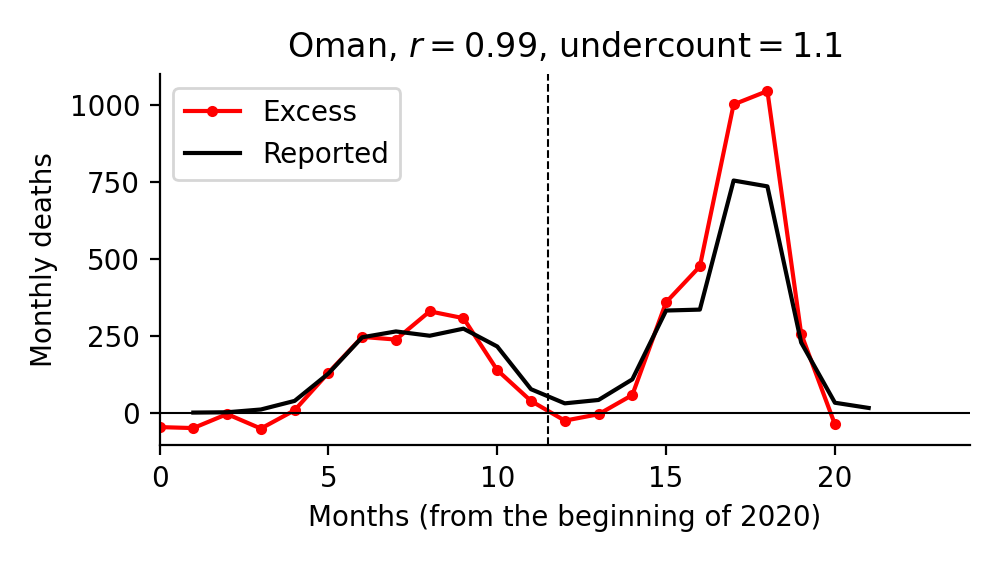 Oman, r = 0.99, undercount = 1.1
Excess
Reported
Monthly deaths
1000
750
500
250
0
0 5 10 15 20
Months (from the beginning of 2020)